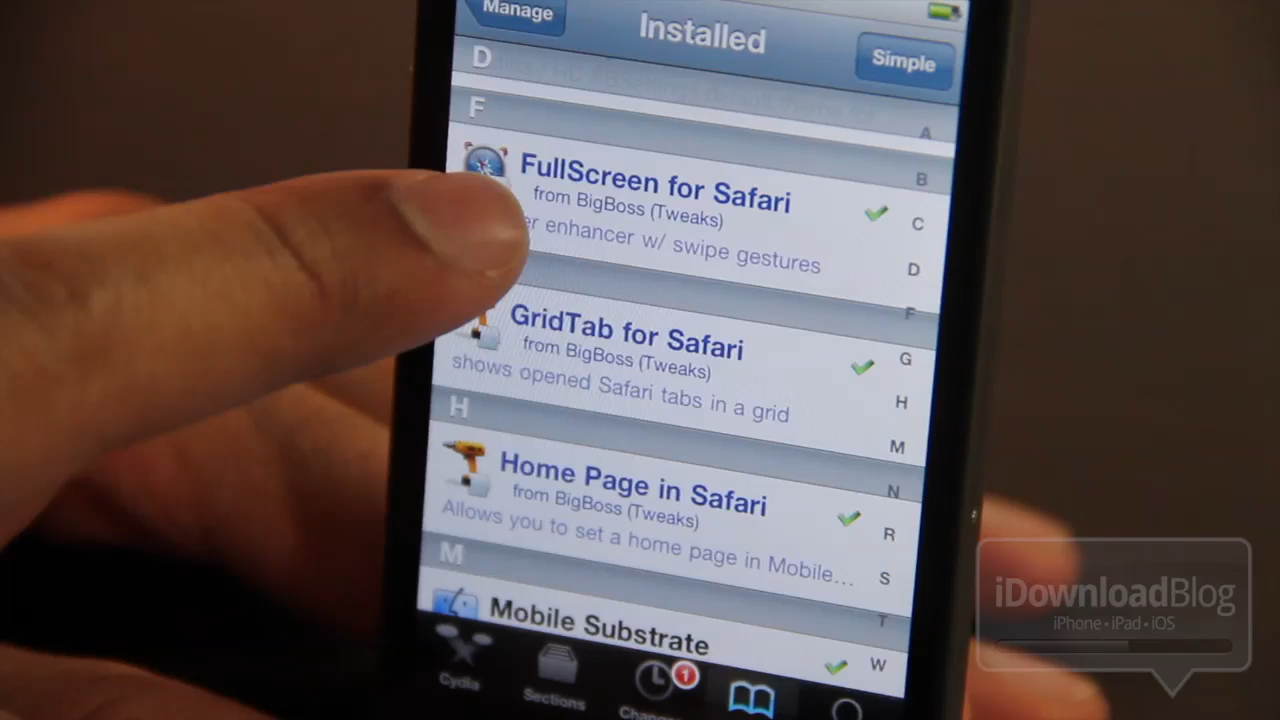 Manage
Installed
Simple
D
A
F
B
FullScreen for Safari
from BigBoss (Tweaks)
er enhancer w/ swipe gestures
C
D
F
GridTab for Safari
from BigBoss (Tweaks)
shows opened Safari tabs in a grid
G
H
H
M
N
Home Page in Safari
from BigBoss (Tweaks)
Allows you to set a home page in Mobile...
R
S
M
T
Mobile Substrate
W
Cydia
Sections
Chang
1
iDownloadBlog
iPhone • iPad • iOS